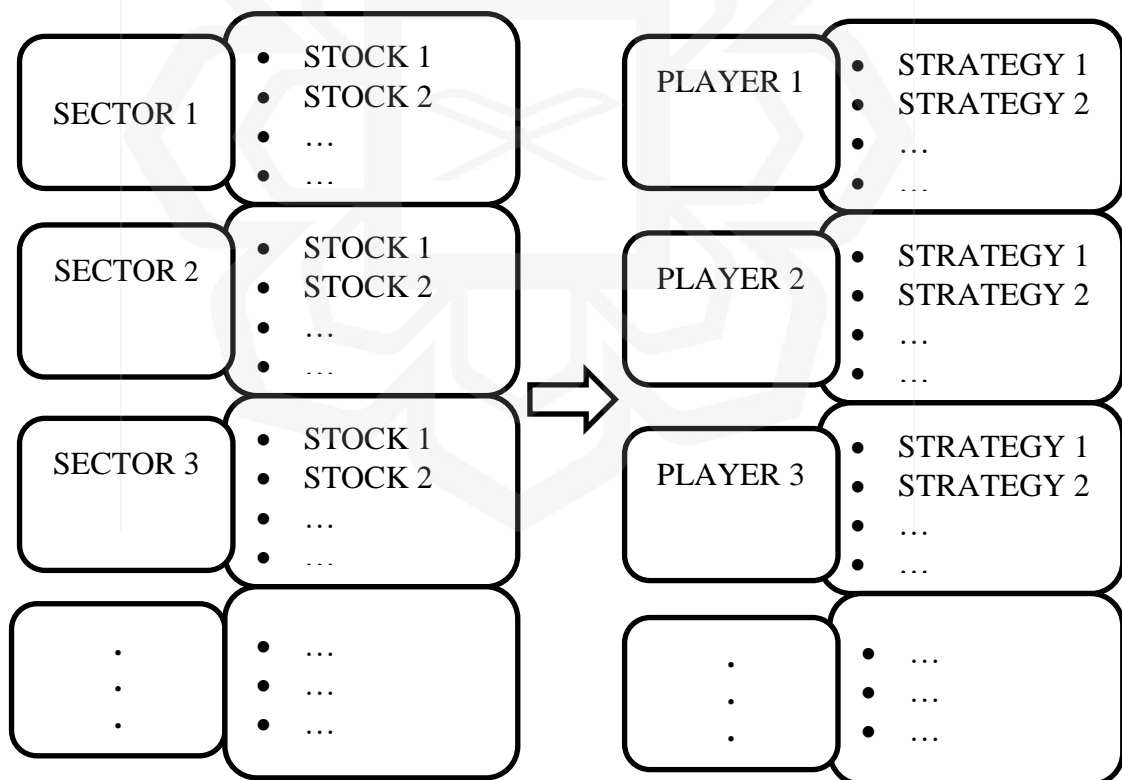 SECTOR 1
• STOCK 1
• STOCK 2
• …
• …
SECTOR 2
• STOCK 1
• STOCK 2
• …
• …
SECTOR 3
• STOCK 1
• STOCK 2
• …
• …
.
.
.
• …
• …
• …
PLAYER 1
• STRATEGY 1
• STRATEGY 2
• …
• …
PLAYER 2
• STRATEGY 1
• STRATEGY 2
• …
• …
PLAYER 3
• STRATEGY 1
• STRATEGY 2
• …
• …
.
.
.
• …
• …
• …